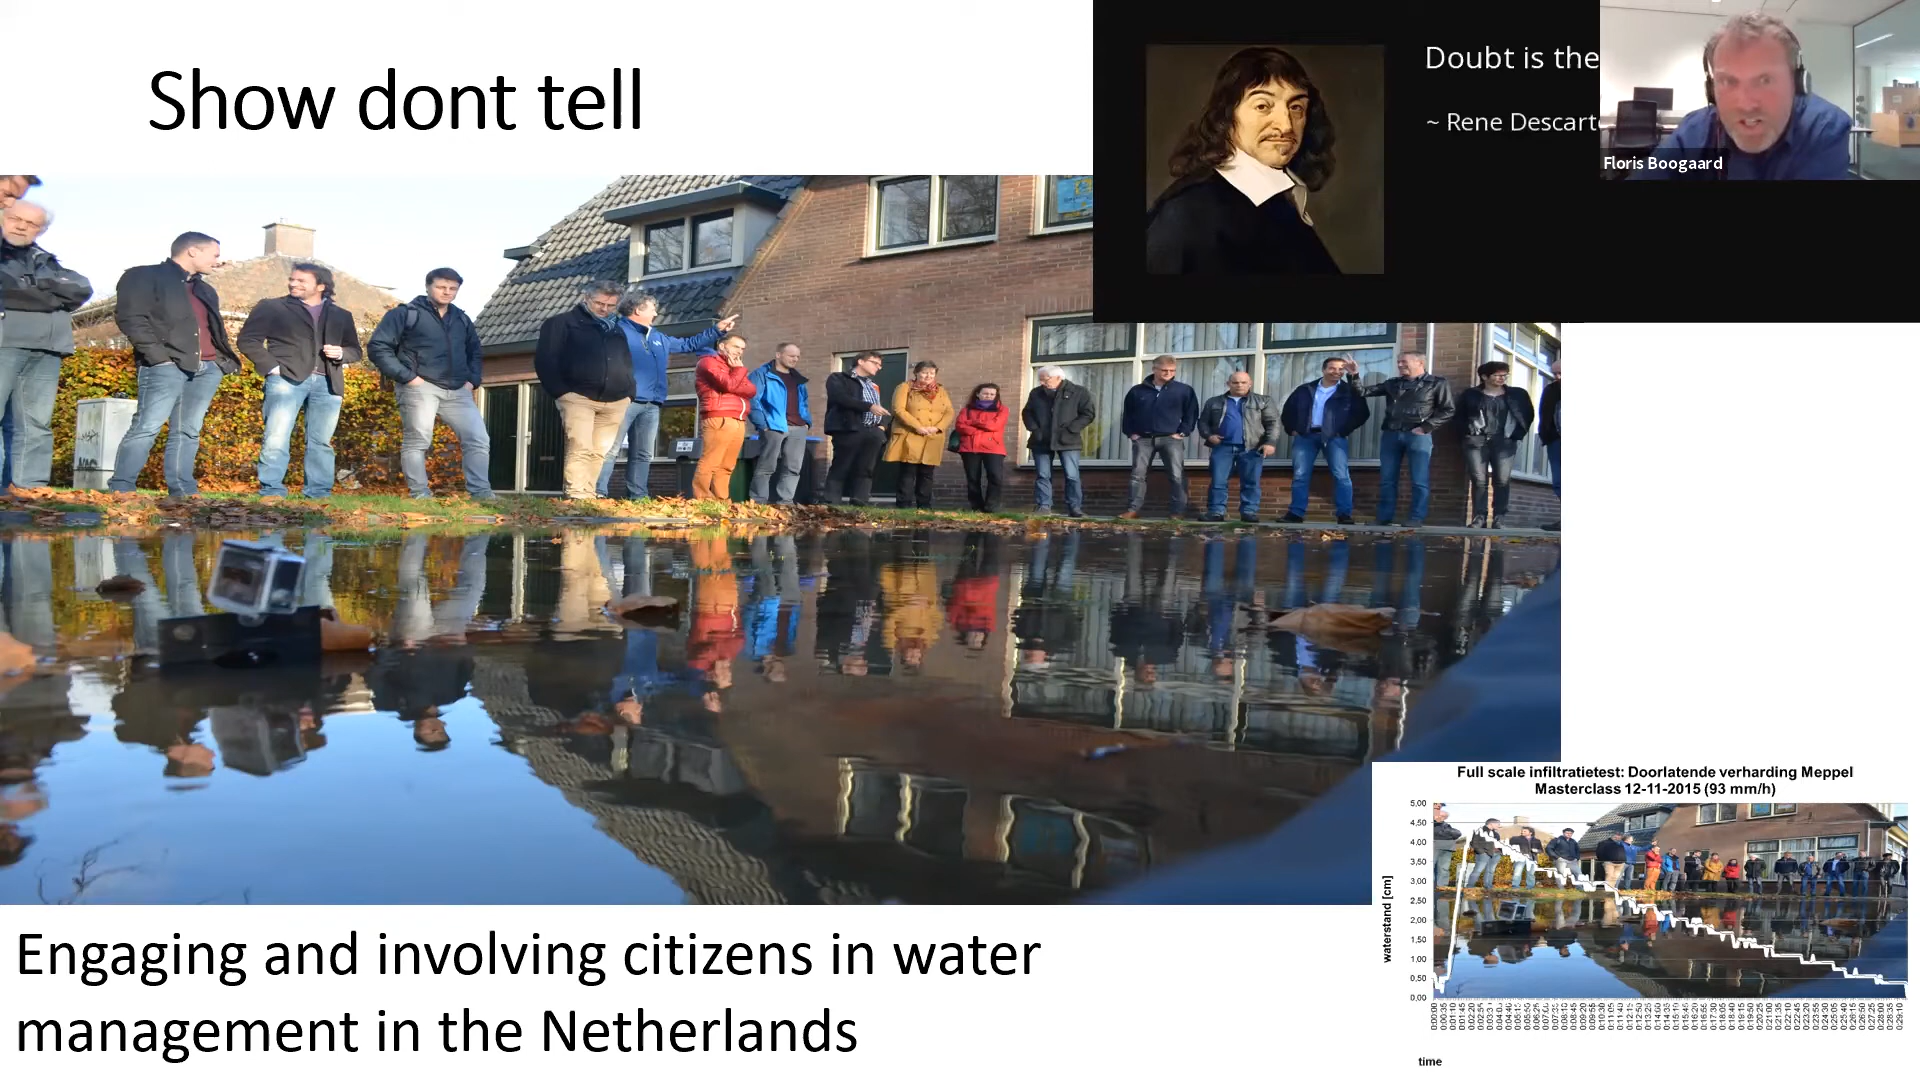 Show dont tell
Doubt is the
~ Rene Descart
Floris Boogaard
Engaging and involving citizens in water
management in the Netherlands
Full scale infiltratietest: Doorlatende verharding Meppel
Masterclass 12-11-2015 (93 mm/h)
5,00
4,50
4,00
3,50
3,00
2,50
2,00
1,50
1,00
0,50
0,00
waterstand [cm]
time